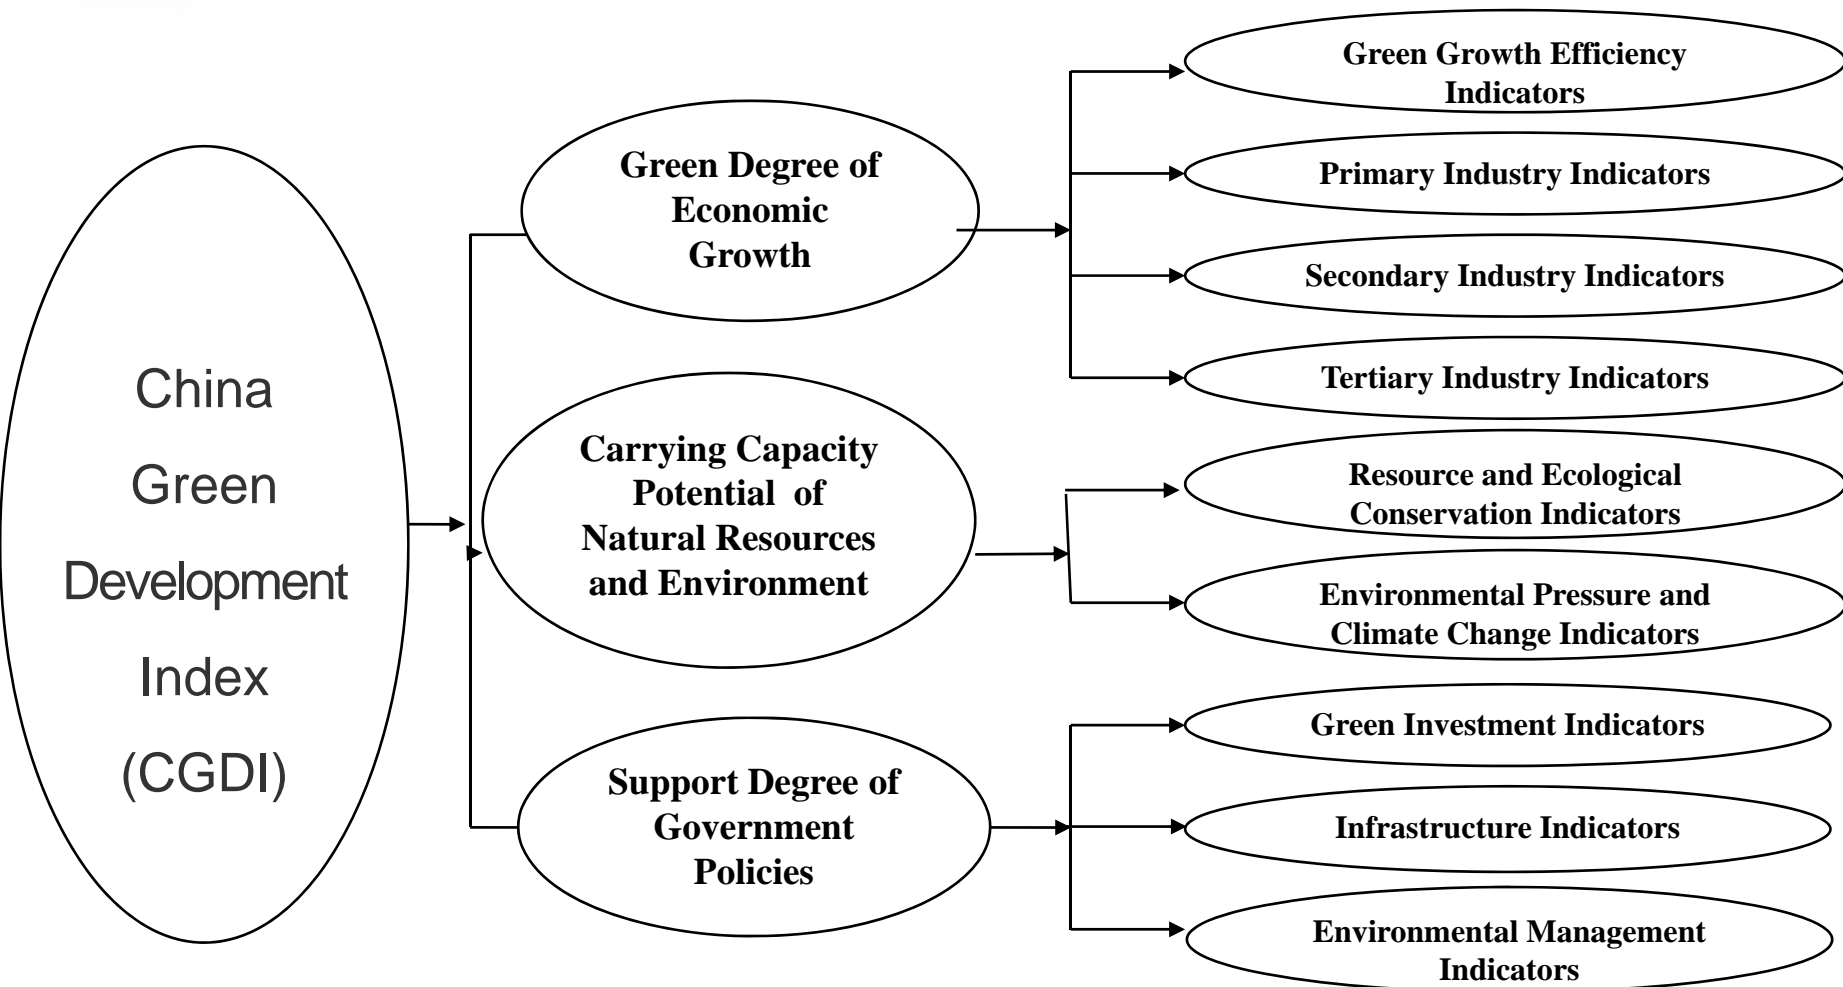 China
Green
Development
Index
(CGDI)
Green Degree of
Economic
Growth
Carrying Capacity
Potential of
Natural Resources
and Environment
Support Degree of
Government
Policies
Green Growth Efficiency
Indicators
Primary Industry Indicators
Secondary Industry Indicators
Tertiary Industry Indicators
Resource and Ecological
Conservation Indicators
Environmental Pressure and
Climate Change Indicators
Green Investment Indicators
Infrastructure Indicators
Environmental Management
Indicators